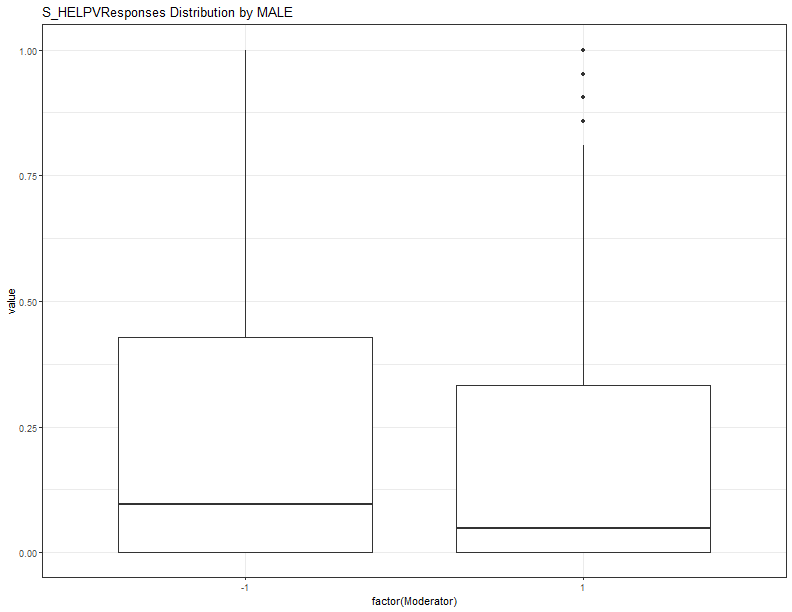 S_HELPVResponses Distribution by MALE
1.00
0.75
0.50
0.25
0.00
value
-1
1
factor(Moderator)